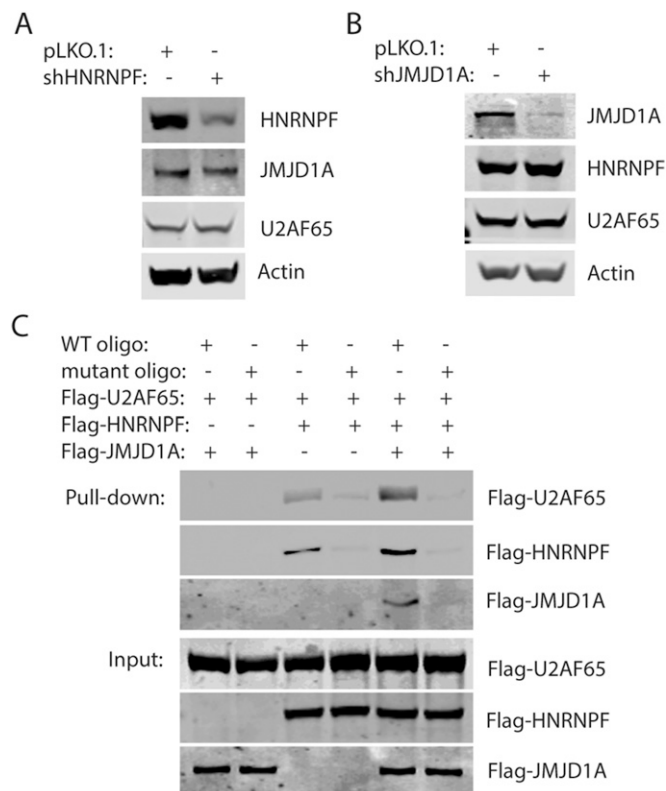 A
pLKO.1: + -
shHNRNPF: - +
HNRNPF
JMJD1A
U2AF65
Actin
B
pLKO.1: + -
shJMJD1A: - +
JMJD1A
HNRNPF
U2AF65
Actin
C
WT oligo: + - + - + -
mutant oligo: - + - + - +
Flag-U2AF65: + + + + + +
Flag-HNRNPF: - - + + + +
Flag-JMJD1A: + + - - + +
Pull-down: Flag-U2AF65
Flag-HNRNPF
Flag-JMJD1A
Input: Flag-U2AF65
Flag-HNRNPF
Flag-JMJD1A